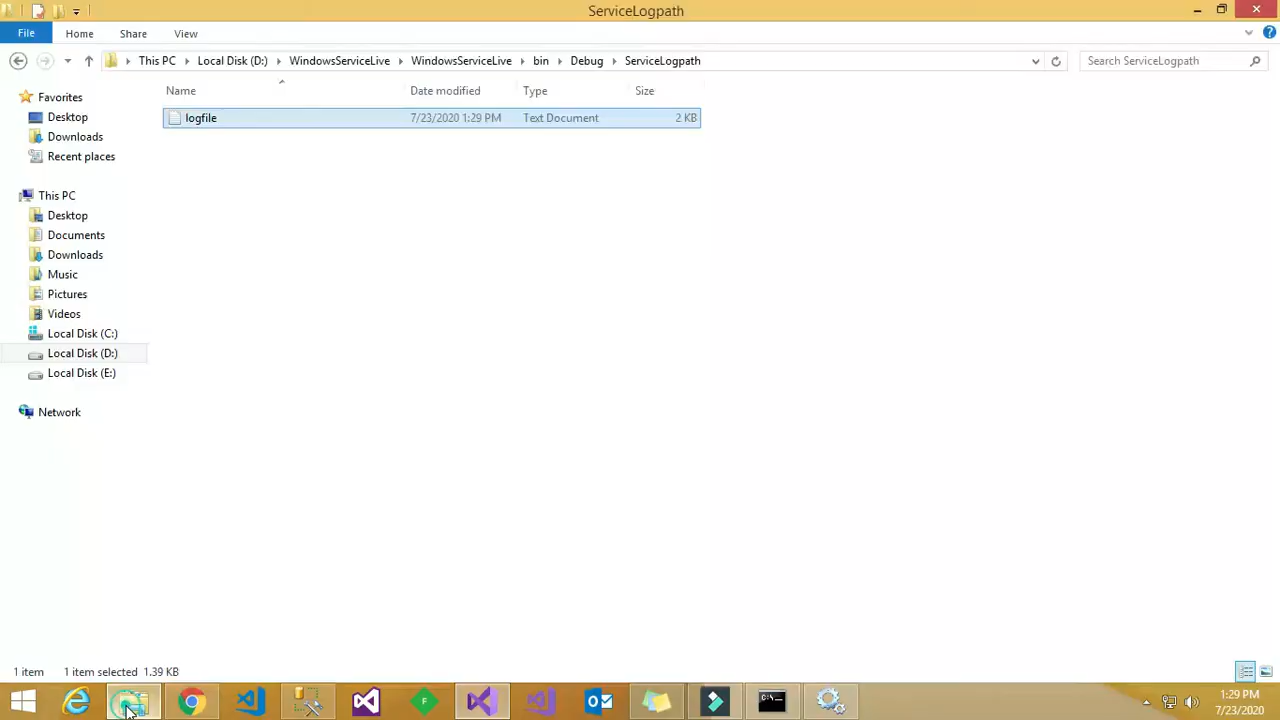 ServiceLogpath
File Home Share View
This PC Local Disk (D:) WindowsServiceLive WindowsServiceLive bin Debug ServiceLogpath Search ServiceLogpath
Name Date modified Type Size
logfile 7/23/2020 1:29 PM Text Document 2 KB
Favorites
Desktop
Downloads
Recent places
This PC
Desktop
Documents
Downloads
Music
Pictures
Videos
Local Disk (C:)
Local Disk (D:)
Local Disk (E:)
Network
1 item 1 item selected 1.39 KB
1:29 PM
7/23/2020